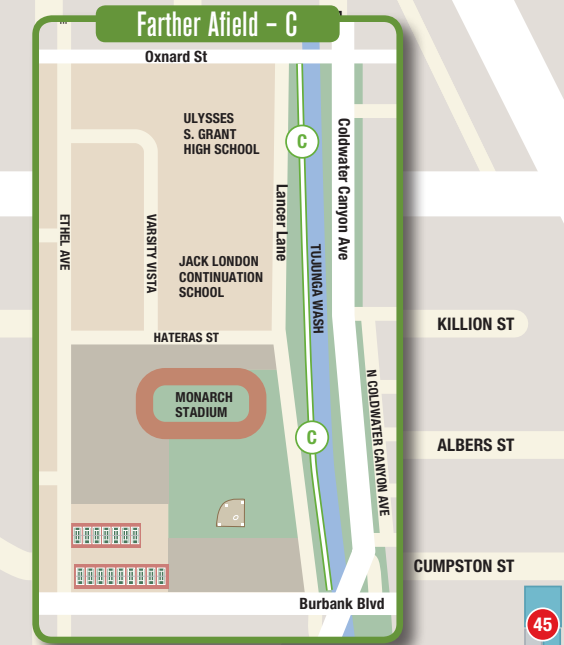 Farther Afield – C
Oxnard St
ULYSSES
S. GRANT
HIGH SCHOOL
C
Coldwater Canyon Ave
Lancer Lane
ETHEL AVE
VARSITY VISTA
TUJUNGA WASH
JACK LONDON
CONTINUATION
SCHOOL
KILLION ST
HATERAS ST
N COLDWATER CANYON AVE
MONARCH
STADIUM
C
ALBERS ST
CUMPSTON ST
Burbank Blvd
45